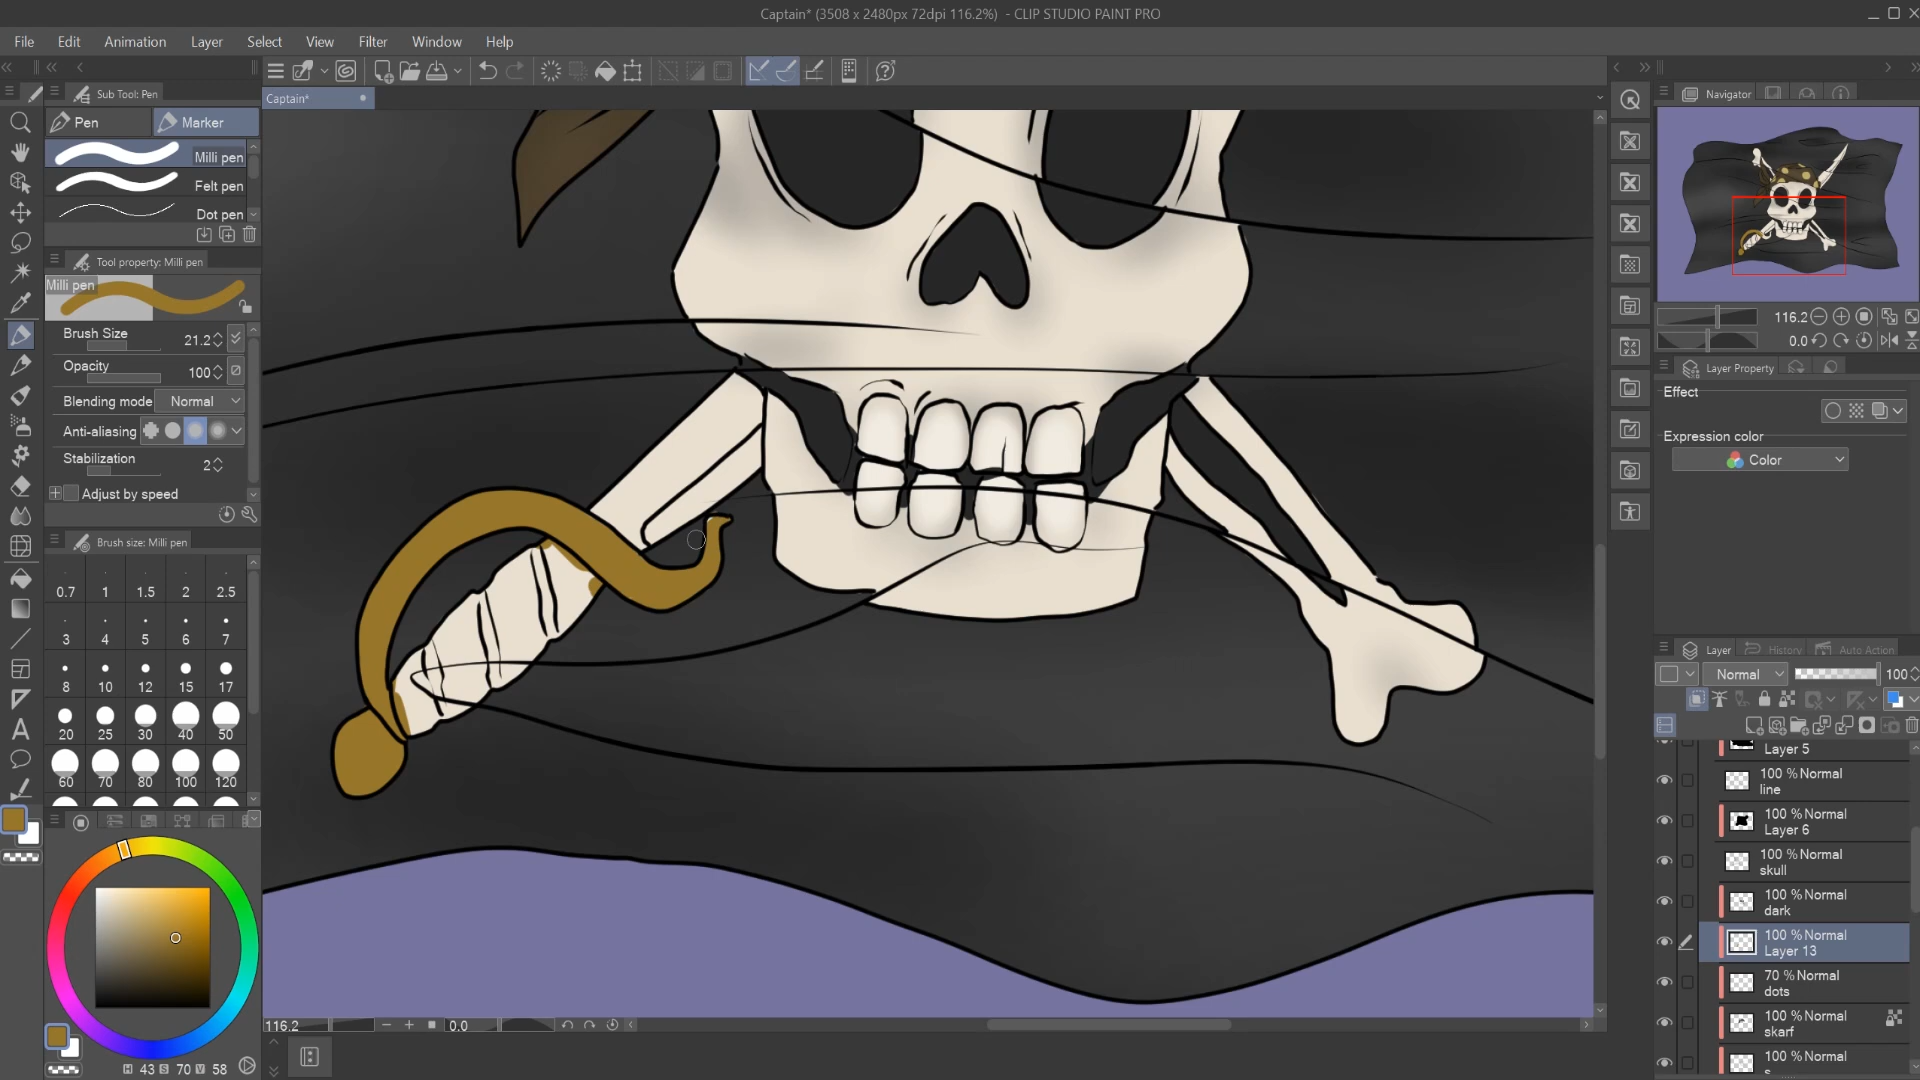 Captain* (3508 x 2480px 72dpi 116.2%) - CLIP STUDIO PAINT PRO
File Edit Animation Layer Select View Filter Window Help
Sub Tool: Pen
Captain*
Navigator
Pen Marker
Milli pen
Felt pen
Dot pen
Tool property: Milli pen
Milli pen
Brush Size 21.2
Opacity 100
Blending mode Normal
Anti-aliasing
Stabilization 2
Adjust by speed
Brush size: Milli pen
0.7 1 1.5 2 2.5
3 4 5 6 7
8 10 12 15 17
20 25 30 40 50
60 70 80 100 120
H 43 S 70 V 58
116.2 0.0
116.2
0.0
Layer Property
Effect
Expression color
Color
Layer History Auto Action
Normal 100
Layer 5
100 % Normal
line
100 % Normal
Layer 6
100 % Normal
skull
100 % Normal
dark
100 % Normal
Layer 13
70 % Normal
dots
100 % Normal
skarf
100 % Normal